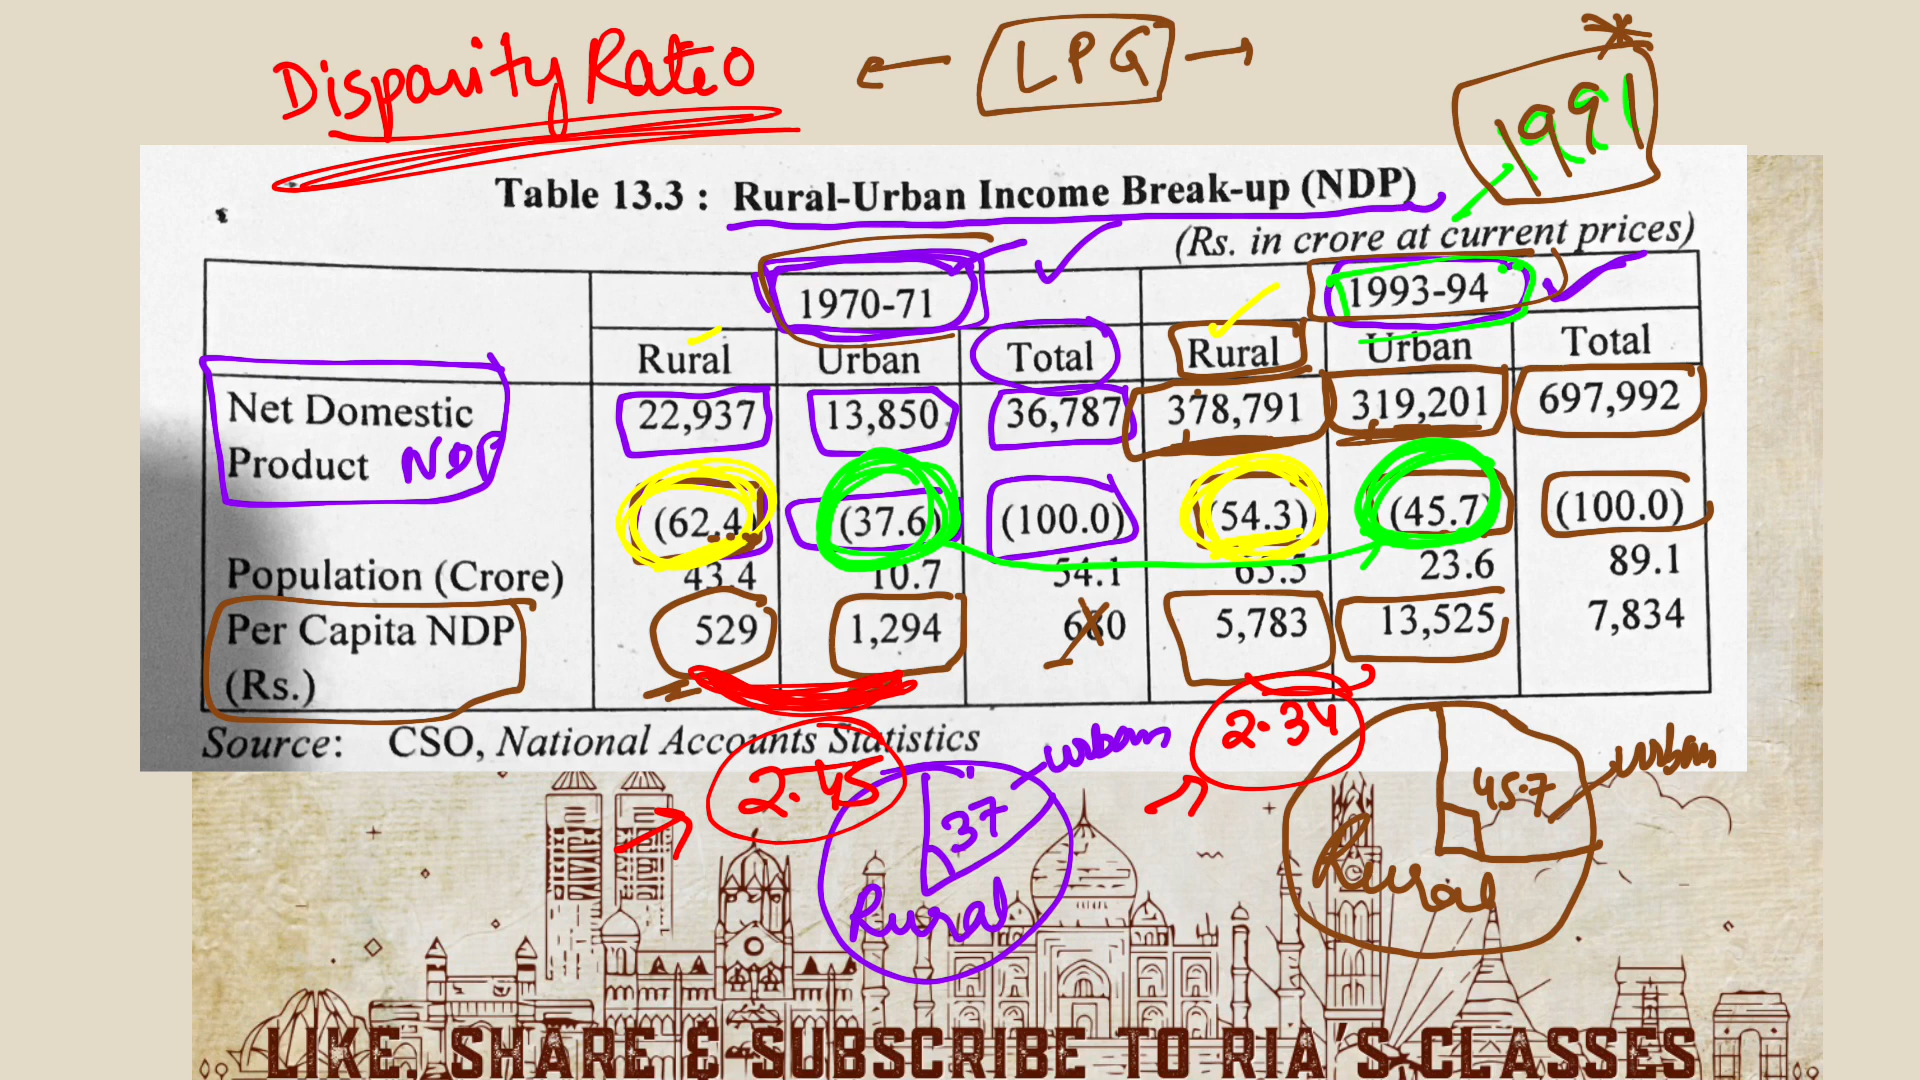 Disparity Ratio ← LPG →
1991
Table 13.3 : Rural-Urban Income Break-up (NDP)
(Rs. in crore at current prices)
1970-71 1993-94
Rural Urban Total Rural Urban Total
Net Domestic 22,937 13,850 36,787 378,791 319,201 697,992
Product NDP
(62.4) (37.6) (100.0) (54.3) (45.7) (100.0)
Population (Crore) 43.4 10.7 54.1 65.5 23.6 89.1
Per Capita NDP 529 1,294 680 5,783 13,525 7,834
(Rs.)
Source: CSO, National Accounts Statistics
2.45 urban 2.34 urban
37 45.7
Rural Rural
LIKE, SHARE & SUBSCRIBE TO RIA'S CLASSES